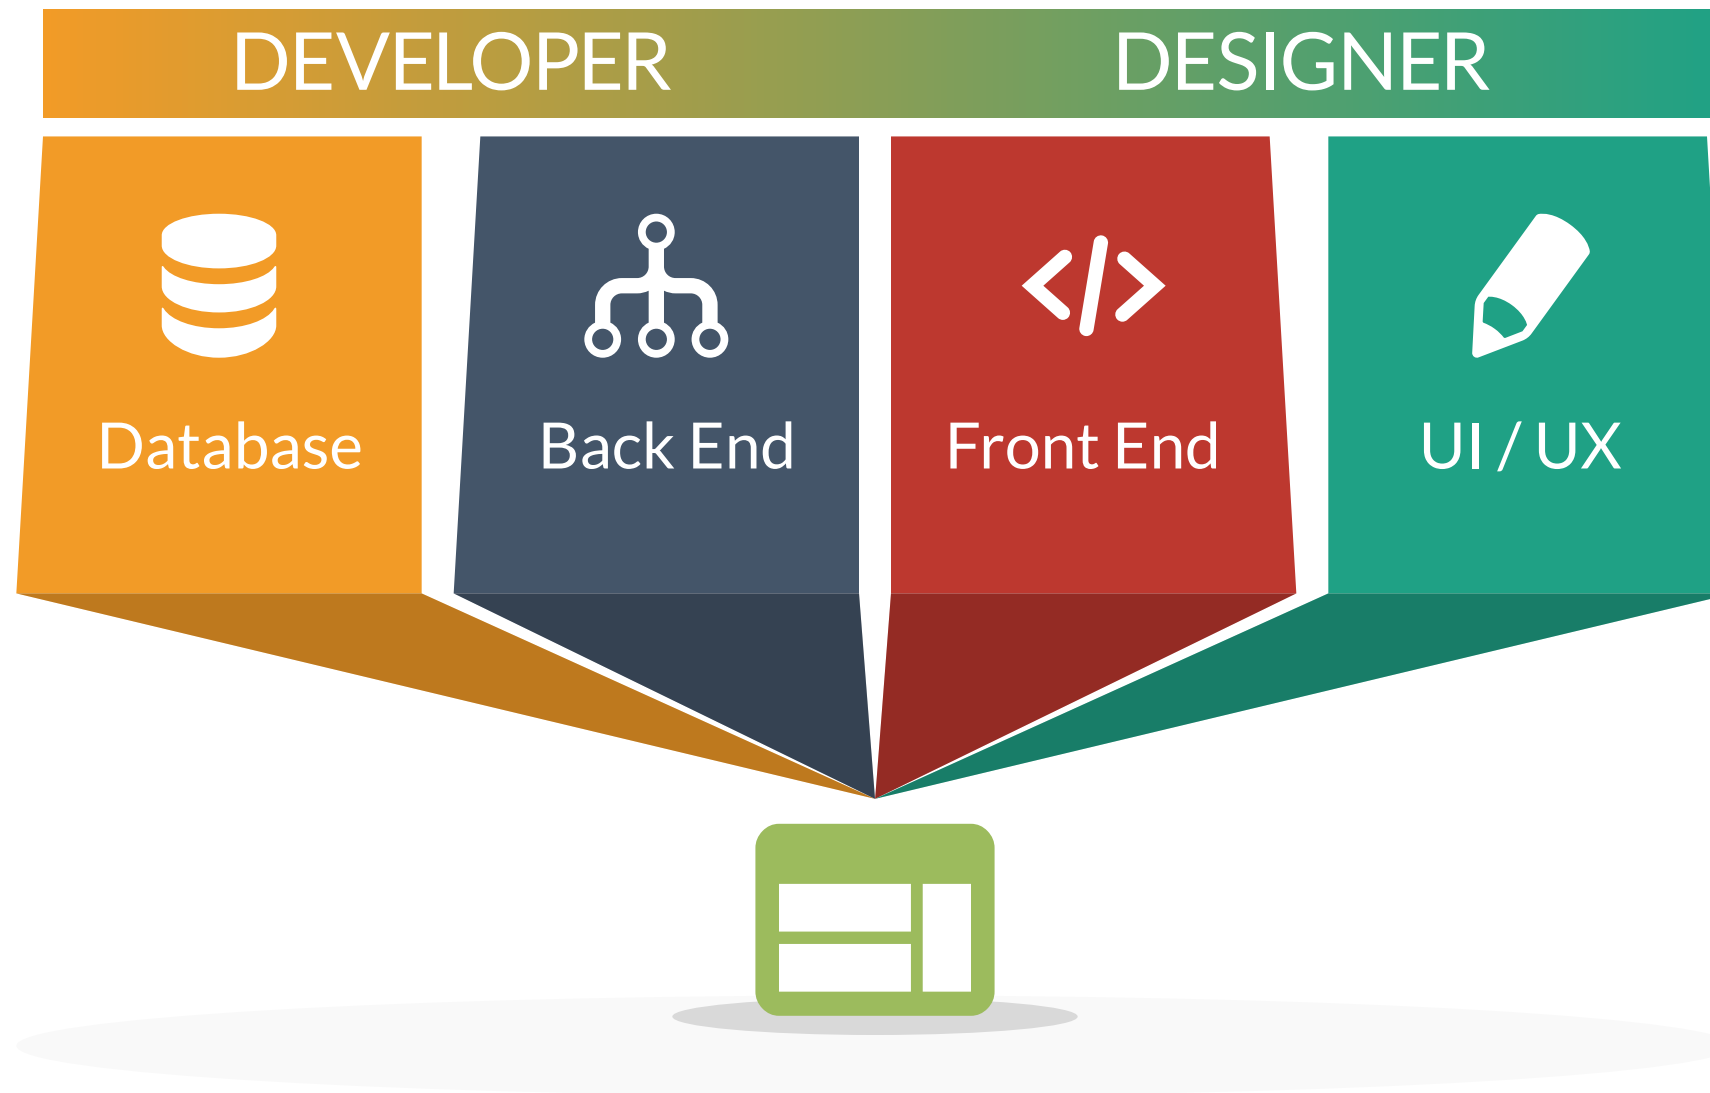 DEVELOPER DESIGNER
Database Back End Front End UI / UX